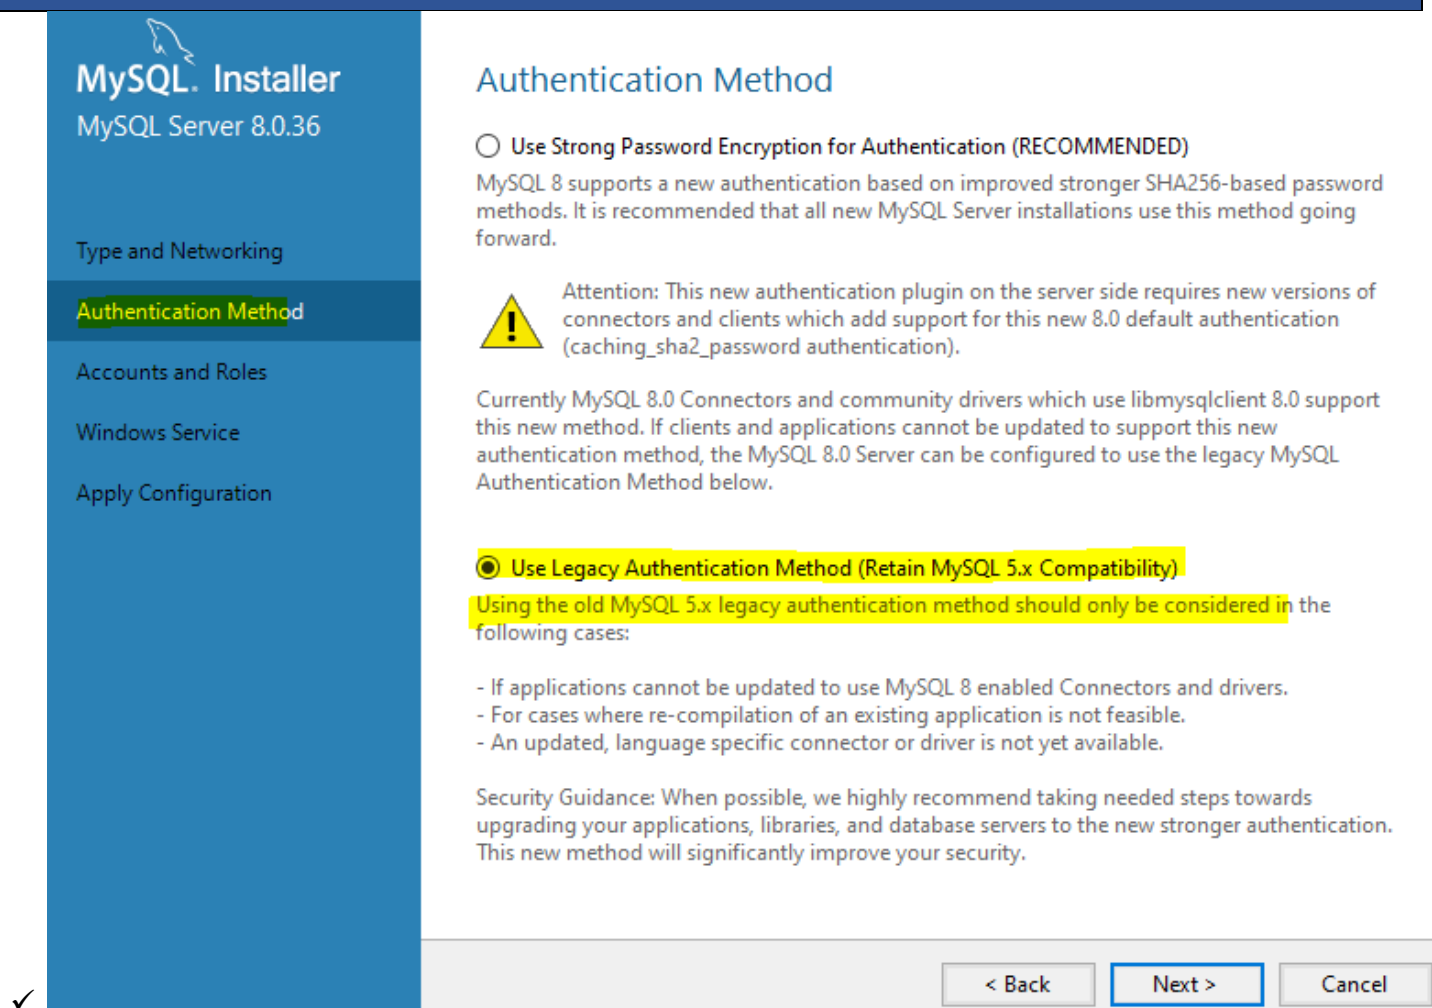 MySQL. Installer
MySQL Server 8.0.36
Type and Networking
Authentication Method
Accounts and Roles
Windows Service
Apply Configuration
Authentication Method
Use Strong Password Encryption for Authentication (RECOMMENDED)
MySQL 8 supports a new authentication based on improved stronger SHA256-based password
methods. It is recommended that all new MySQL Server installations use this method going
forward.
Attention: This new authentication plugin on the server side requires new versions of
connectors and clients which add support for this new 8.0 default authentication
(caching_sha2_password authentication).
Currently MySQL 8.0 Connectors and community drivers which use libmysqlclient 8.0 support
this new method. If clients and applications cannot be updated to support this new
authentication method, the MySQL 8.0 Server can be configured to use the legacy MySQL
Authentication Method below.
Use Legacy Authentication Method (Retain MySQL 5.x Compatibility)
Using the old MySQL 5.x legacy authentication method should only be considered in the
following cases:
- If applications cannot be updated to use MySQL 8 enabled Connectors and drivers.
- For cases where re-compilation of an existing application is not feasible.
- An updated, language specific connector or driver is not yet available.
Security Guidance: When possible, we highly recommend taking needed steps towards
upgrading your applications, libraries, and database servers to the new stronger authentication.
This new method will significantly improve your security.
< Back
Next >
Cancel